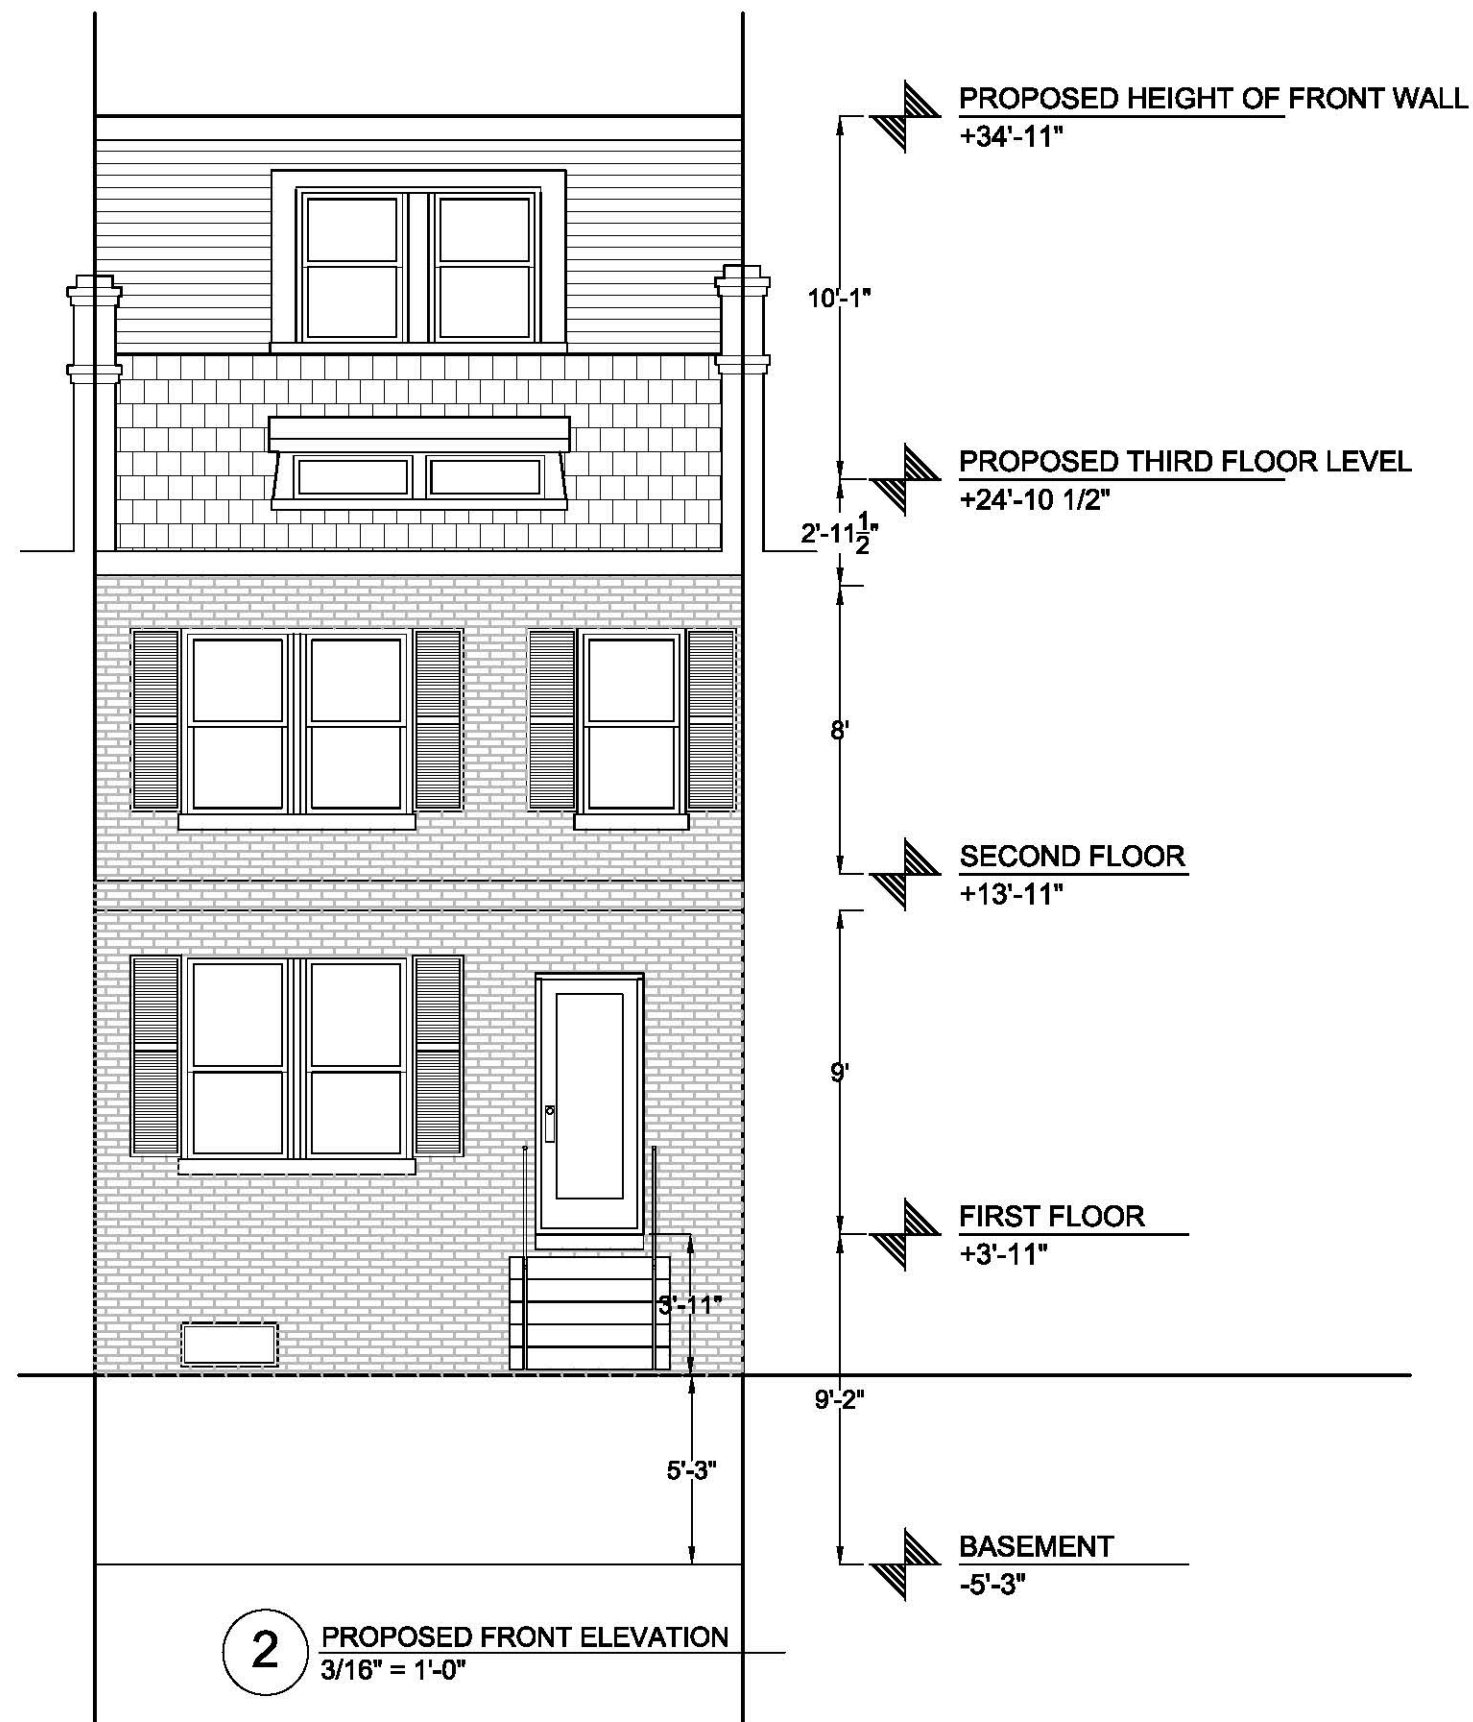 PROPOSED HEIGHT OF FRONT WALL
+34'-11"
10'-1"
PROPOSED THIRD FLOOR LEVEL
+24'-10 1/2"
2'-11 1/2"
8'
SECOND FLOOR
+13'-11"
9'
FIRST FLOOR
+3'-11"
3'-11"
9'-2"
5'-3"
BASEMENT
-5'-3"
2
PROPOSED FRONT ELEVATION
3/16" = 1'-0"